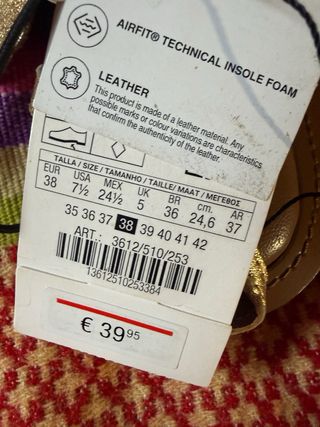 AIRFIT® TECHNICAL INSOLE FOAM
LEATHER
This product is made of a leather material. Any
possible marks or colour variations are characteristics
that confirm the authenticity of the leather.
TALLA / SIZE / TAMANHO / TAILLE / MAAT / ΜΕΓΕΘΟΣ
EUR USA MEX UK BR cm. AR
38 7½ 24½ 5 36 24,6 37
35 36 37 38 39 40 41 42
ART.: 3612/510/253
13612510253384
€ 39 95